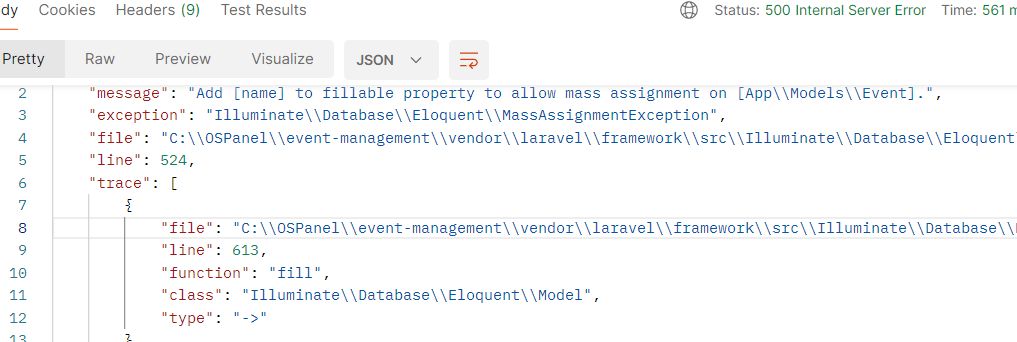 Cookies Headers (9) Test Results Status: 500 Internal Server Error Time: 561
Pretty Raw Preview Visualize JSON
2 "message": "Add [name] to fillable property to allow mass assignment on [App\\Models\\Event].",
3 "exception": "Illuminate\\Database\\Eloquent\\MassAssignmentException",
4 "file": "C:\\OSPanel\\event-management\\vendor\\laravel\\framework\\src\\Illuminate\\Database\\Eloquent
5 "line": 524,
6 "trace": [
7 {
8 "file": "C:\\OSPanel\\event-management\\vendor\\laravel\\framework\\src\\Illuminate\\Database\\
9 "line": 613,
10 "function": "fill",
11 "class": "Illuminate\\Database\\Eloquent\\Model",
12 "type": "->"
13 }